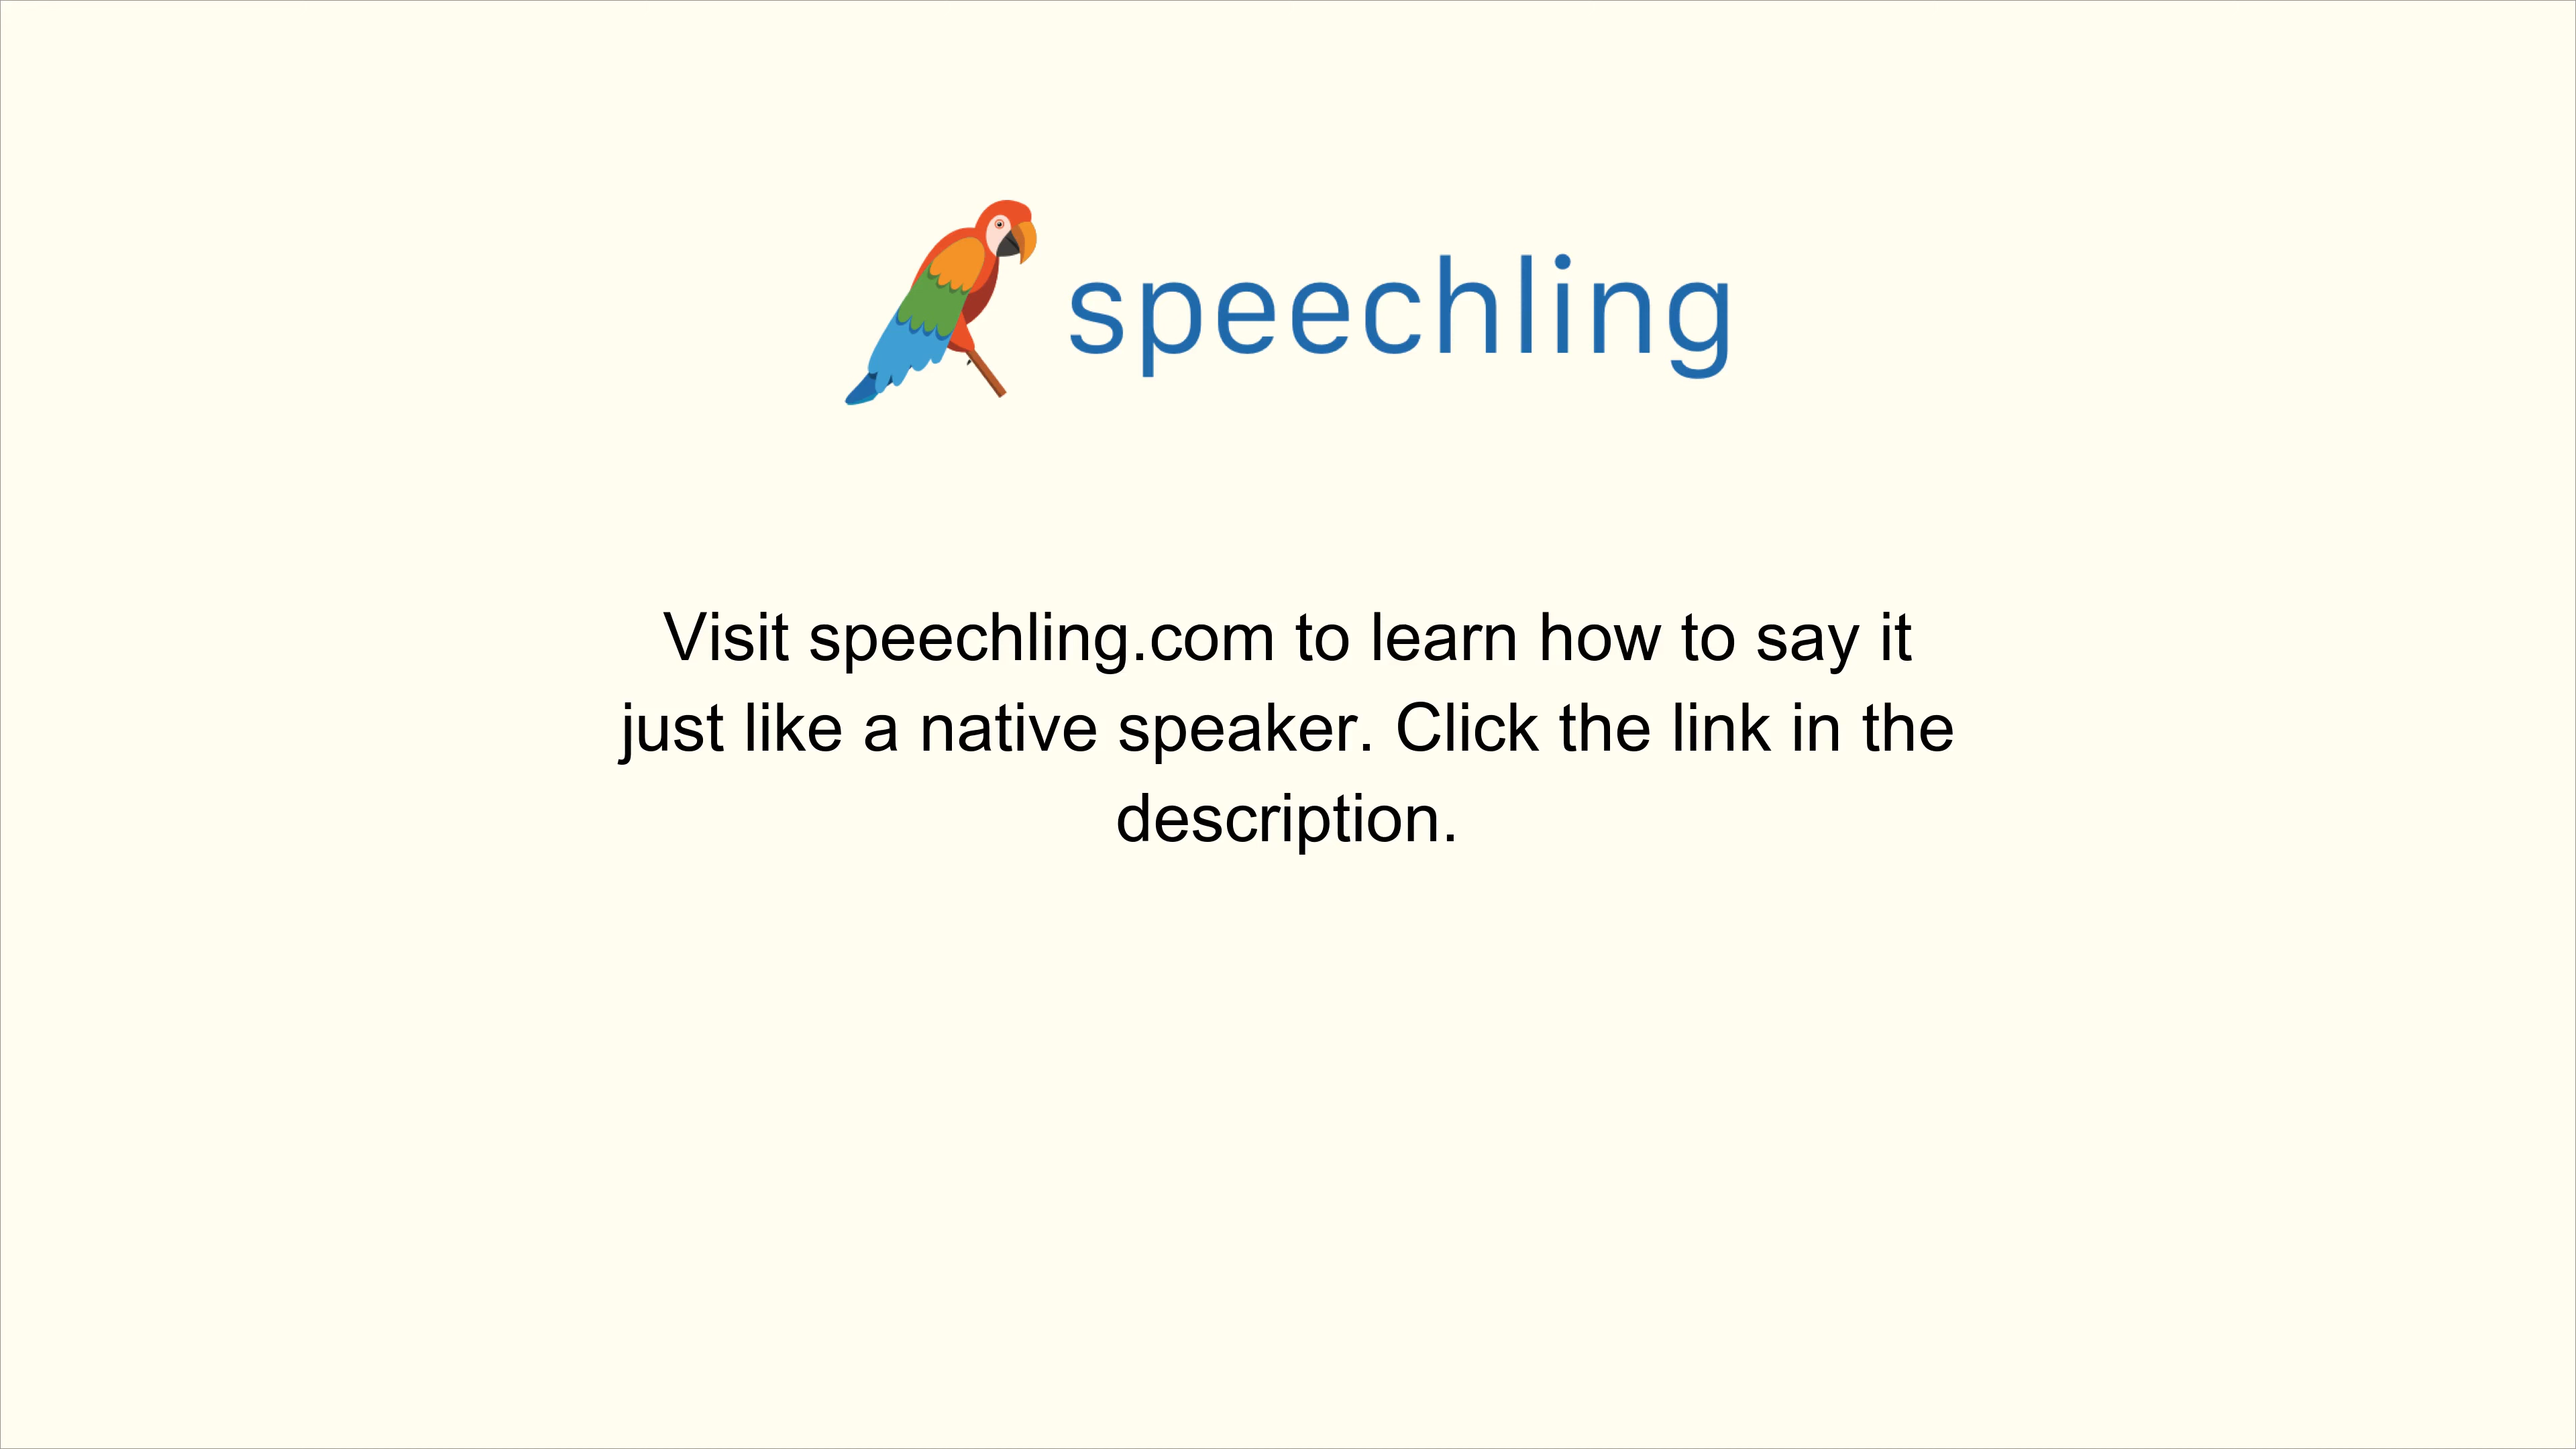 speechling
Visit speechling.com to learn how to say it
just like a native speaker. Click the link in the
description.